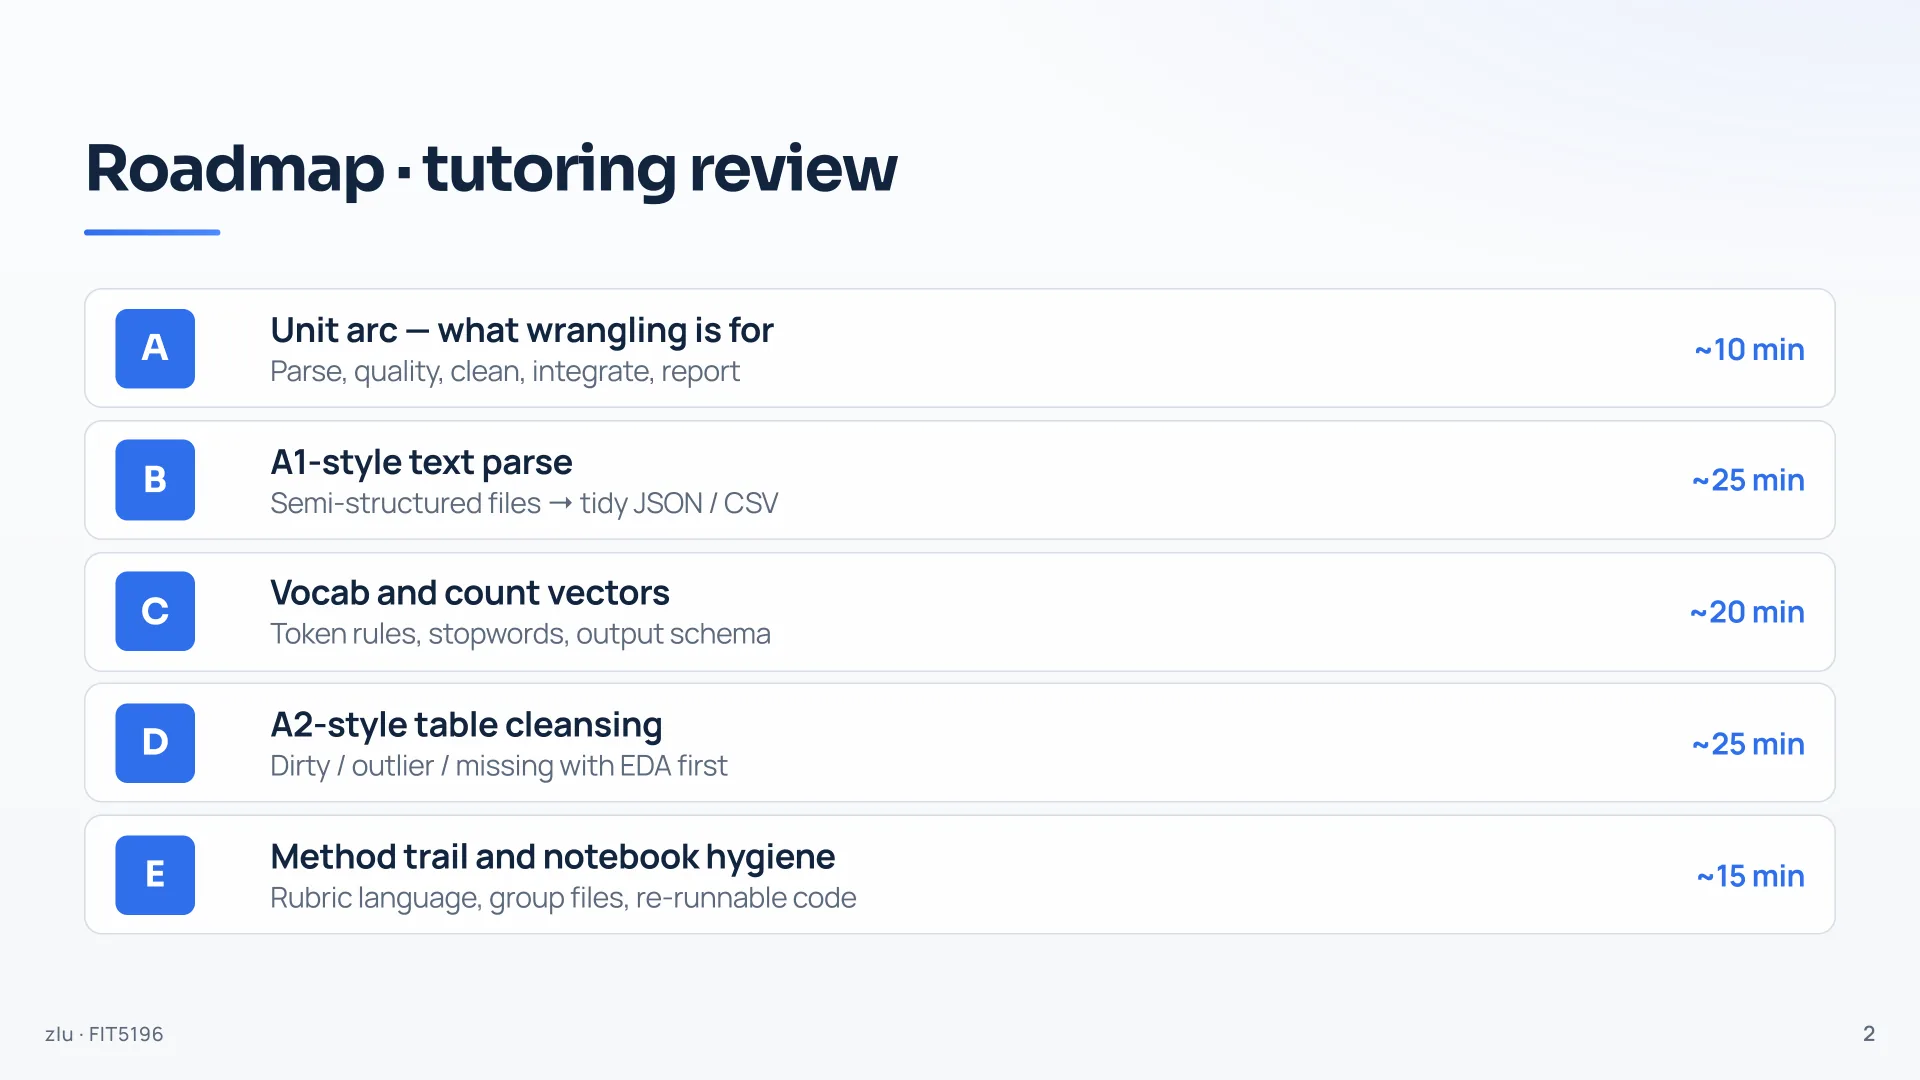 Roadmap · tutoring review
A
Unit arc — what wrangling is for
Parse, quality, clean, integrate, report
~10 min
B
A1-style text parse
Semi-structured files → tidy JSON / CSV
~25 min
C
Vocab and count vectors
Token rules, stopwords, output schema
~20 min
D
A2-style table cleansing
Dirty / outlier / missing with EDA first
~25 min
E
Method trail and notebook hygiene
Rubric language, group files, re-runnable code
~15 min
zlu · FIT5196
2